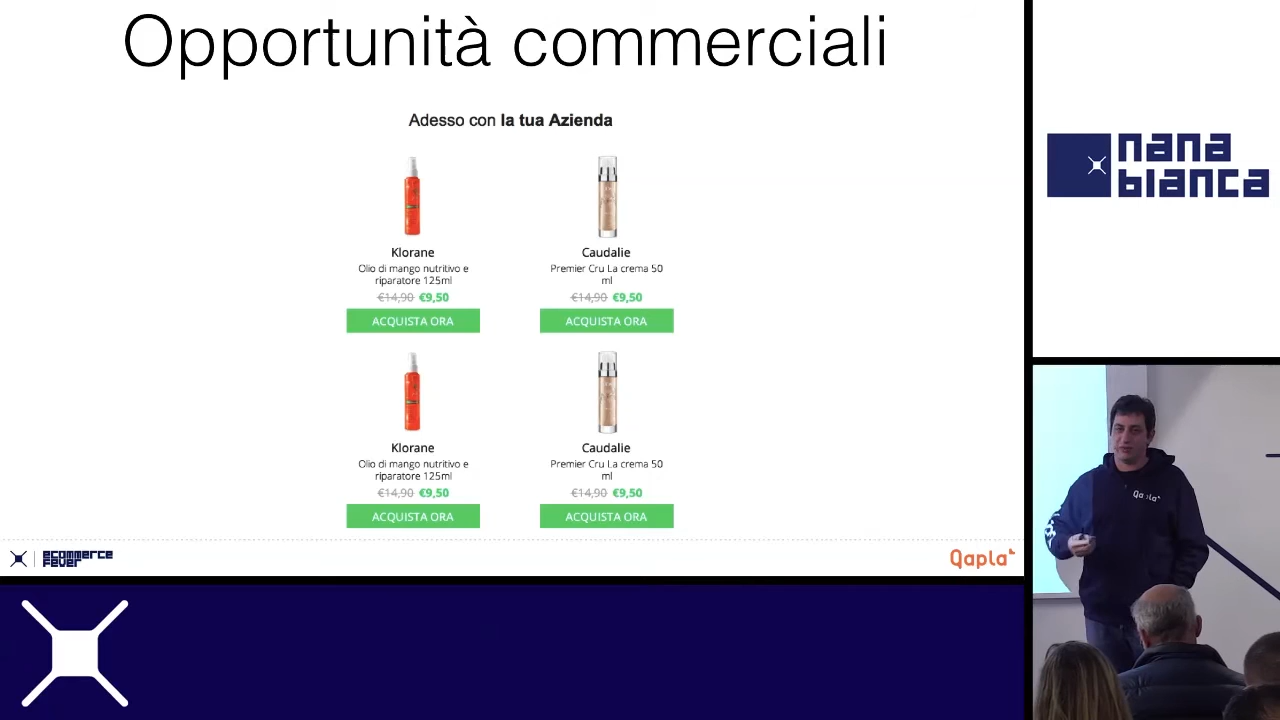 Opportunità commerciali
Adesso con la tua Azienda
Klorane
Olio di mango nutritivo e
riparatore 125ml
€14,90 €9,50
ACQUISTA ORA
Caudalie
Premier Cru La crema 50
ml
€14,90 €9,50
ACQUISTA ORA
Klorane
Olio di mango nutritivo e
riparatore 125ml
€14,90 €9,50
ACQUISTA ORA
Caudalie
Premier Cru La crema 50
ml
€14,90 €9,50
ACQUISTA ORA
ecommerce
fever
Qapla'
nana
bianca
Qapla'